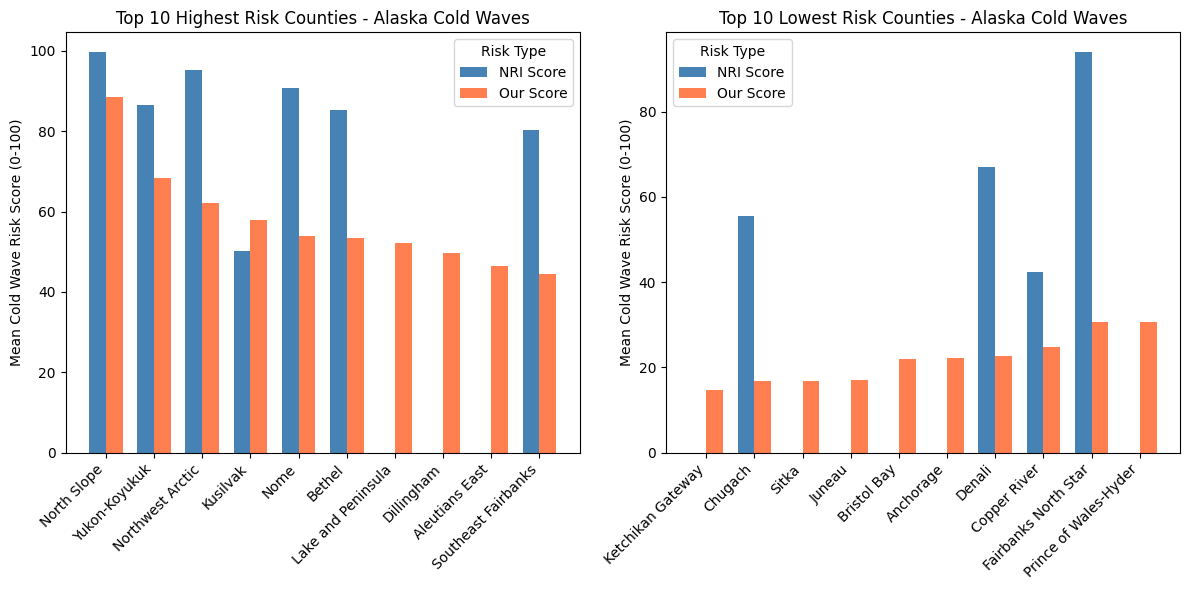 Top 10 Highest Risk Counties - Alaska Cold Waves
Mean Cold Wave Risk Score (0-100)
100
80
60
40
20
0
Risk Type
NRI Score
Our Score
North Slope
Yukon-Koyukuk
Northwest Arctic
Kusilvak
Nome
Bethel
Lake and Peninsula
Dillingham
Aleutians East
Southeast Fairbanks
Top 10 Lowest Risk Counties - Alaska Cold Waves
Mean Cold Wave Risk Score (0-100)
80
60
40
20
0
Risk Type
NRI Score
Our Score
Ketchikan Gateway
Chugach
Sitka
Juneau
Bristol Bay
Anchorage
Denali
Copper River
Fairbanks North Star
Prince of Wales-Hyder